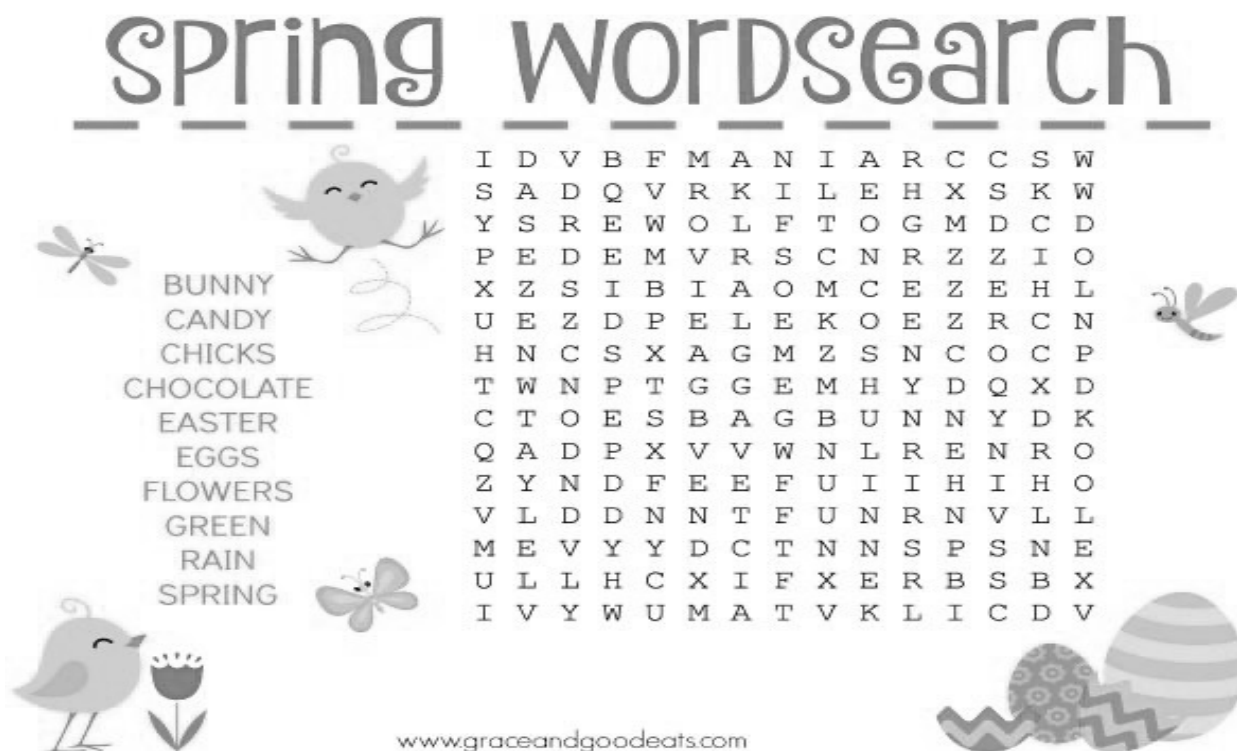 SPRING WORDSEARCH
I D V B F M A N I A R C C S W
S A D Q V R K I L E H X S K W
Y S R E W O L F T O G M D C D
P E D E M V R S C N R Z Z I O
X Z S I B I A O M C E Z E H L
U E Z D P E L E K O E Z R C N
H N C S X A G M Z S N C O C P
T W N P T G G E M H Y D Q X D
C T O E S B A G B U N N Y D K
Q A D P X V V W N L R E N R O
Z Y N D F E E F U I I H I H O
V L D D N N T F U N R N V L L
M E V Y Y D C T N N S P S N E
U L L H C X I F X E R B S B X
I V Y W U M A T V K L I C D V
BUNNY
CANDY
CHICKS
CHOCOLATE
EASTER
EGGS
FLOWERS
GREEN
RAIN
SPRING
www.graceandgoodeats.com